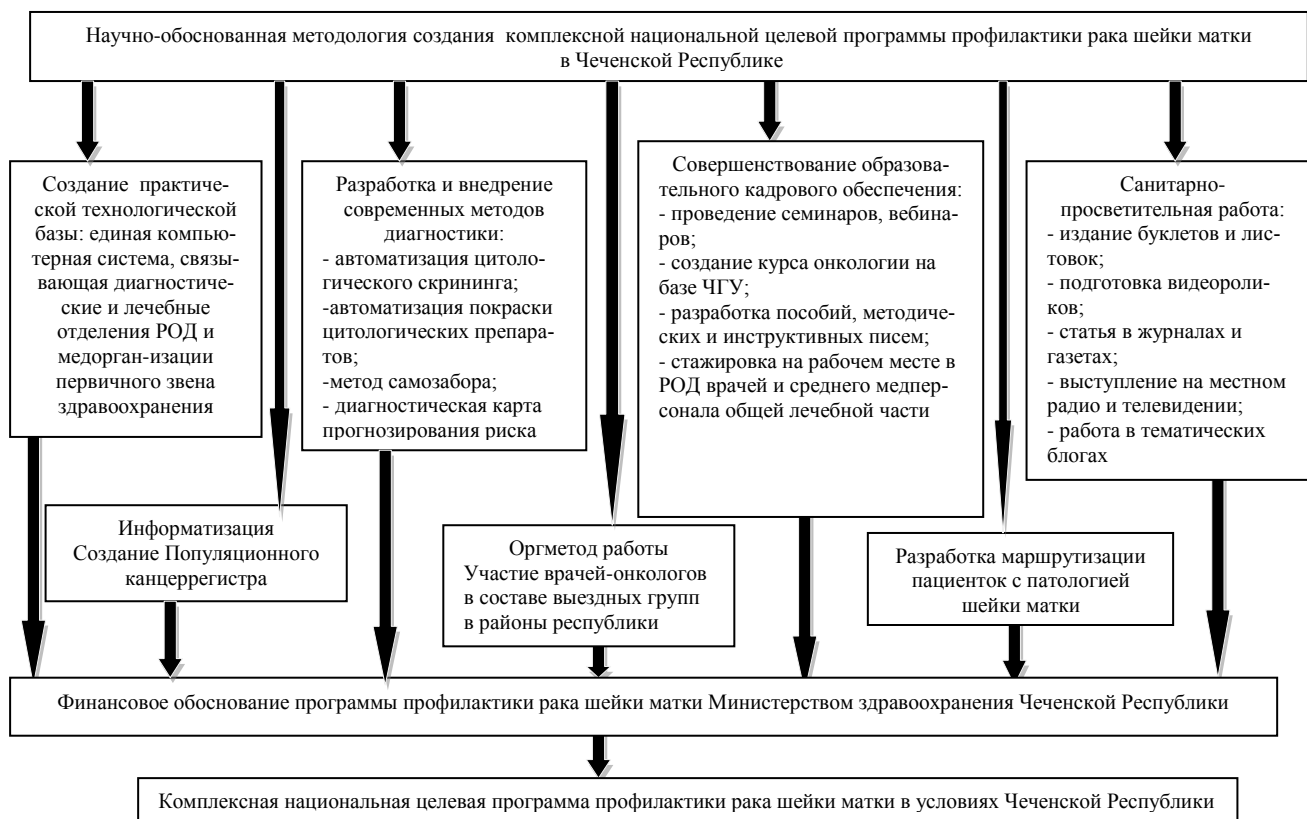 Научно-обоснованная методология создания комплексной национальной целевой программы профилактики рака шейки матки
в Чеченской Республике
Создание практиче-
ской технологической
базы: единая компью-
терная система, связы-
вающая диагностиче-
ские и лечебные
отделения РОД и
медорган-изации
первичного звена
здравоохранения
Разработка и внедрение
современных методов
диагностики:
- автоматизация цитоло-
гического скрининга;
-автоматизация покраски
цитологических препара-
тов;
-метод самозабора;
- диагностическая карта
прогнозирования риска
Совершенствование образова-
тельного кадрового обеспечения:
- проведение семинаров, вебина-
ров;
- создание курса онкологии на
базе ЧГУ;
- разработка пособий, методиче-
ских и инструктивных писем;
- стажировка на рабочем месте в
РОД врачей и среднего медпер-
сонала общей лечебной части
Санитарно-
просветительная работа:
- издание буклетов и лис-
товок;
- подготовка видеороли-
ков;
- статья в журналах и
газетах;
- выступление на местном
радио и телевидении;
- работа в тематических
блогах
Информатизация
Создание Популяционного
канцеррегистра
Оргметод работы
Участие врачей-онкологов
в составе выездных групп
в районы республики
Разработка маршрутизации
пациенток с патологией
шейки матки
Финансовое обоснование программы профилактики рака шейки матки Министерством здравоохранения Чеченской Республики
Комплексная национальная целевая программа профилактики рака шейки матки в условиях Чеченской Республики